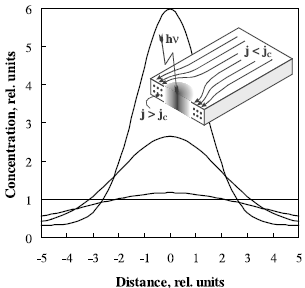 6
5
4
3
2
1
0
Concentration, rel. units
hν
j < jc
j > jc
-5 -4 -3 -2 -1 0 1 2 3 4 5
Distance, rel. units